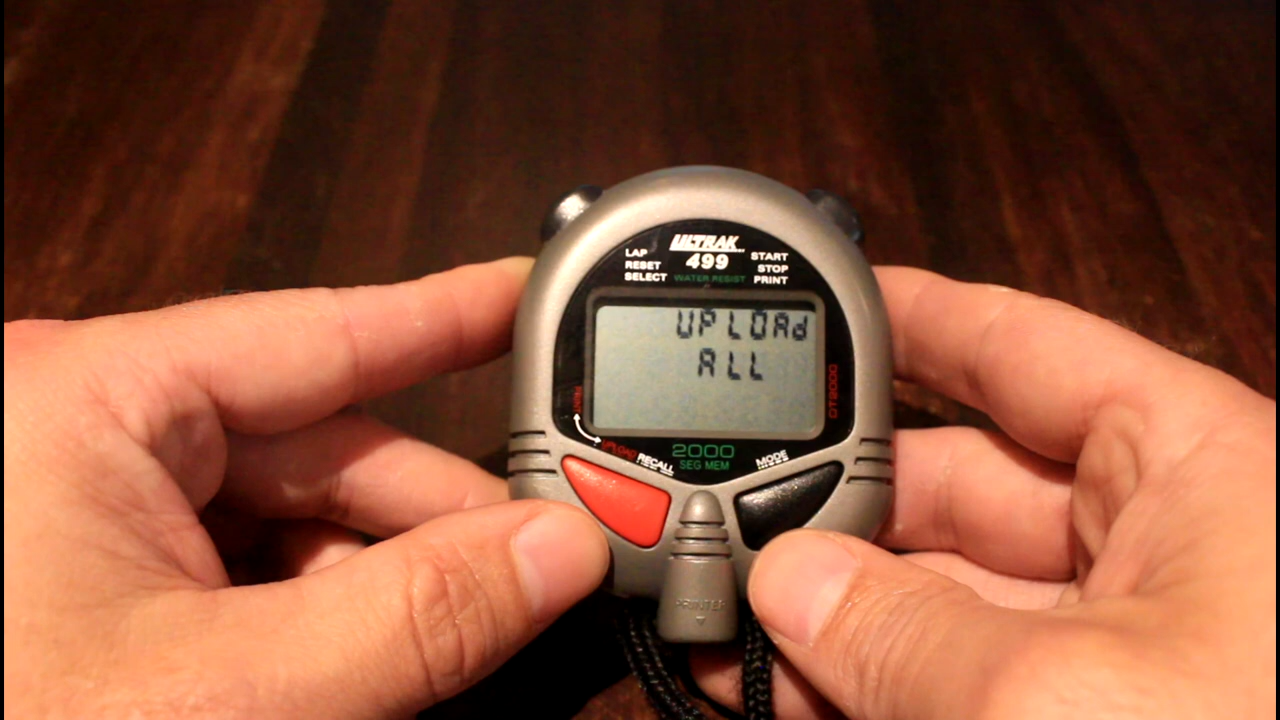 ULTRAK
499
WATER RESIST
LAP
RESET
SELECT
START
STOP
PRINT
UPLOAd
ALL
PRINT
UPLOAD
DT2000
RECALL
2000
SEG MEM
MODE
PRINTER